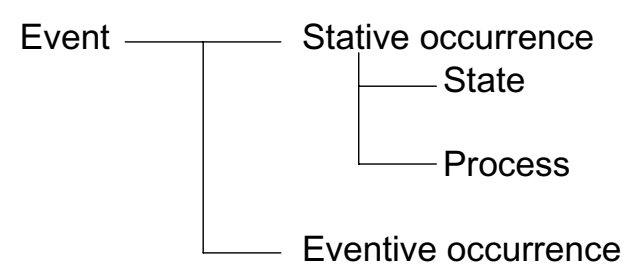 Event Stative occurrence
State
Process
Eventive occurrence